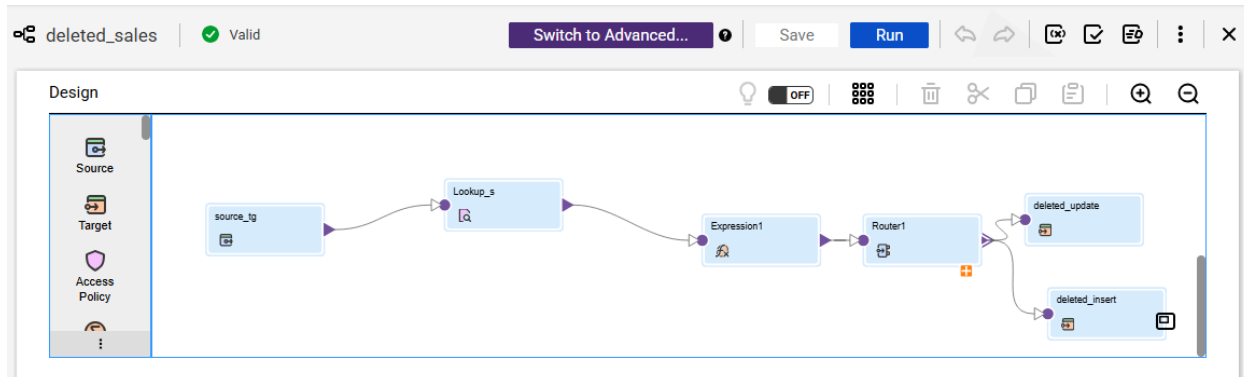 deleted_sales
Valid
Switch to Advanced...
?
Save
Run
Design
OFF
Source
Target
Access
Policy
source_tg
Lookup_s
Expression1
Router1
deleted_update
deleted_insert